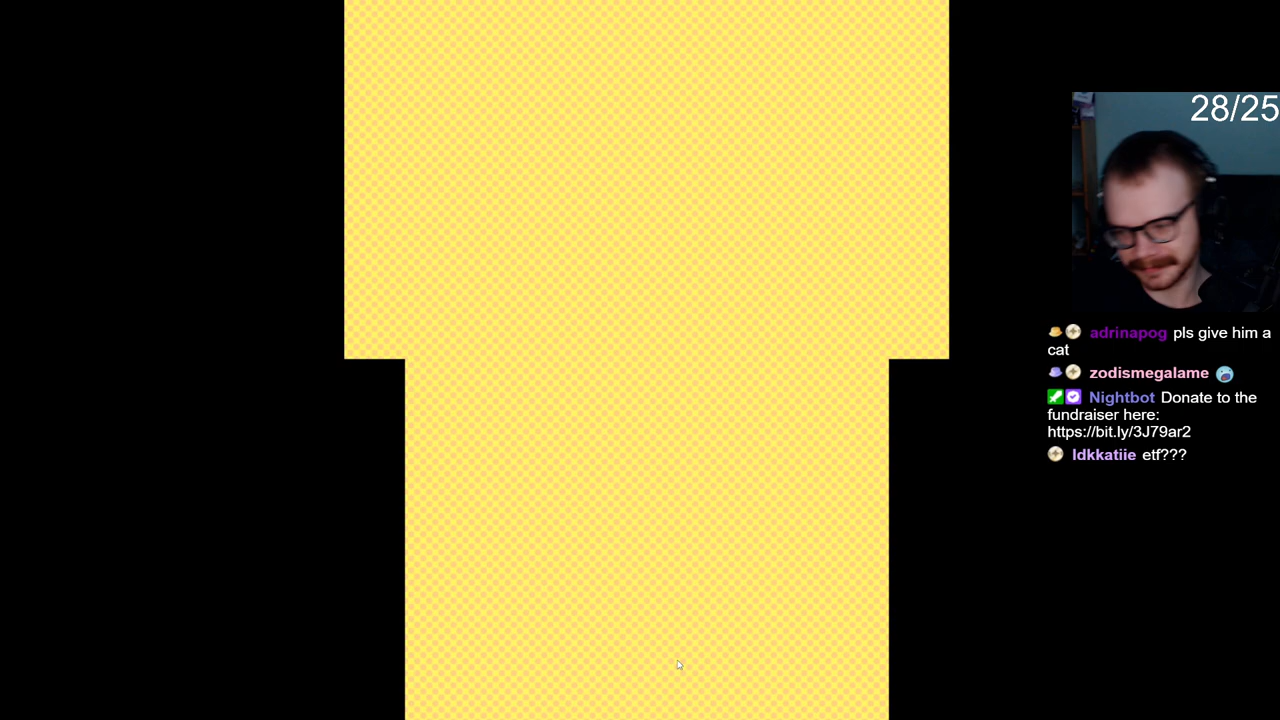 28/25
adrinapog pls give him a
cat
zodismegalame
Nightbot Donate to the
fundraiser here:
https://bit.ly/3J79ar2
ldkkatiie etf???